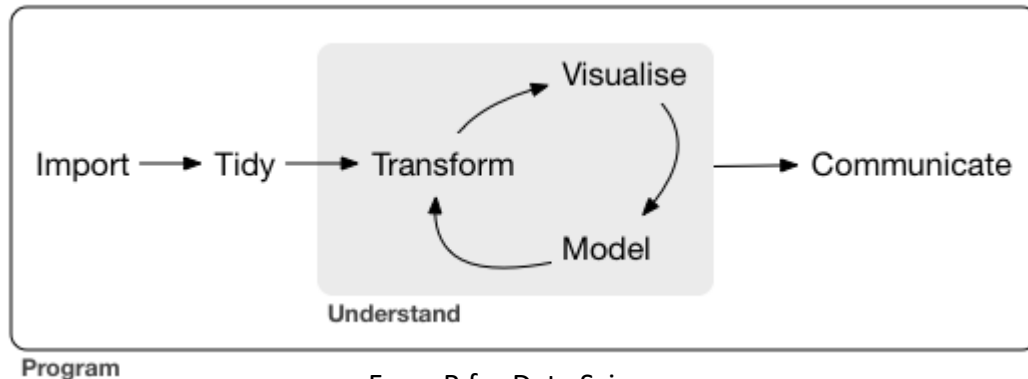 Visualise
Import
Tidy
Transform
Communicate
Model
Understand
Program